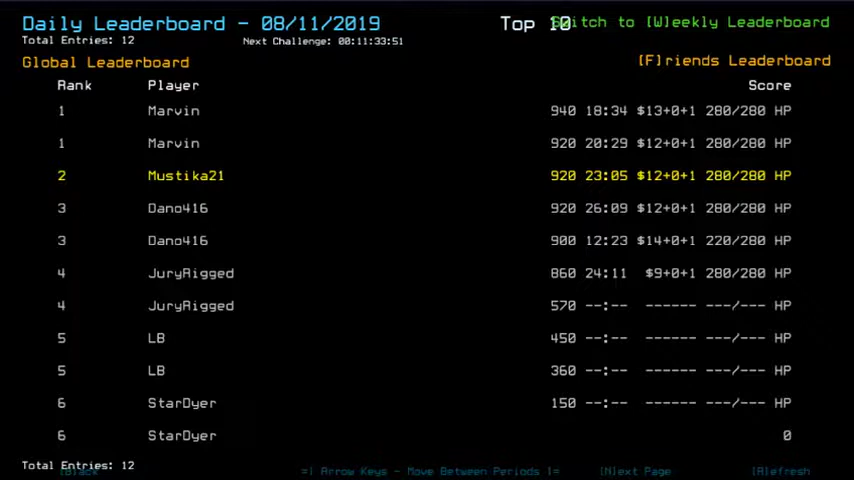 Daily Leaderboard - 08/11/2019 Top 10 Switch to [W]eekly Leaderboard
Total Entries: 12 Next Challenge: 00:11:33:51
Global Leaderboard [F]riends Leaderboard
Rank Player Score
1 Marvin 940 18:34 $13+0+1 280/280 HP
1 Marvin 920 20:29 $12+0+1 280/280 HP
2 Mustika21 920 23:05 $12+0+1 280/280 HP
3 Dano416 920 26:09 $12+0+1 280/280 HP
3 Dano416 900 12:23 $14+0+1 220/280 HP
4 JuryRigged 860 24:11 $9+0+1 280/280 HP
4 JuryRigged 570 --:-- ------ ---/--- HP
5 LB 450 --:-- ------ ---/--- HP
5 LB 360 --:-- ------ ---/--- HP
6 StarDyer 150 --:-- ------ ---/--- HP
6 StarDyer 0
Total Entries: 12
[B]ack =[ Arrow Keys - Move Between Periods ]= [N]ext Page [R]efresh